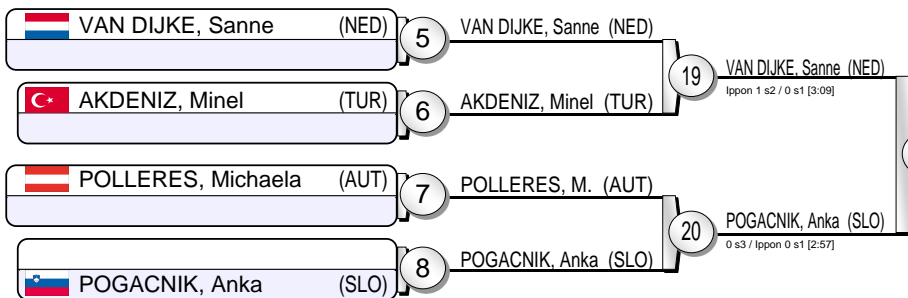 VAN DIJKE, Sanne (NED)
5
VAN DIJKE, Sanne (NED)
AKDENIZ, Minel (TUR)
6
AKDENIZ, Minel (TUR)
19
VAN DIJKE, Sanne (NED)
Ippon 1 s2 / 0 s1 [3:09]
POLLERES, Michaela (AUT)
7
POLLERES, M. (AUT)
POGACNIK, Anka (SLO)
8
POGACNIK, Anka (SLO)
20
POGACNIK, Anka (SLO)
0 s3 / Ippon 0 s1 [2:57]